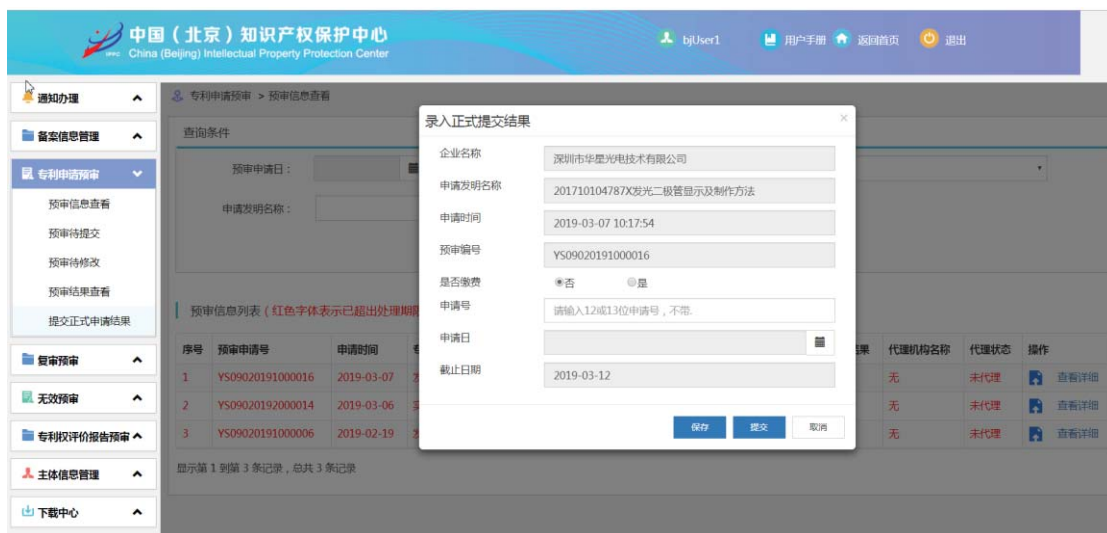 中国（北京）知识产权保护中心
China (Beijing) Intellectual Property Protection Center
bjUser1 用户手册 返回首页 退出
通知办理
备案信息管理
专利申请预审
预审信息查看
预审待提交
预审待修改
预审结果查看
提交正式申请结果
复审预审
无效预审
专利权评价报告预审
主体信息管理
下载中心
专利申请预审 > 预审信息查看
查询条件
预审申请日：
申请发明名称：
预审信息列表（红色字体表示已超出处理期限
序号 预审申请号 申请时间 果 代理机构名称 代理状态 操作
1 YS09020191000016 2019-03-07 无 未代理 查看详细
2 YS09020192000014 2019-03-06 无 未代理 查看详细
3 YS09020191000006 2019-02-19 无 未代理 查看详细
显示第 1 到第 3 条记录，总共 3 条记录
录入正式提交结果 ×
企业名称 深圳市华星光电技术有限公司
申请发明名称 201710104787X发光二极管显示及制作方法
申请时间 2019-03-07 10:17:54
预审编号 YS09020191000016
是否缴费 否 是
申请号 请输入12或13位申请号，不带.
申请日
截止日期 2019-03-12
保存 提交 取消